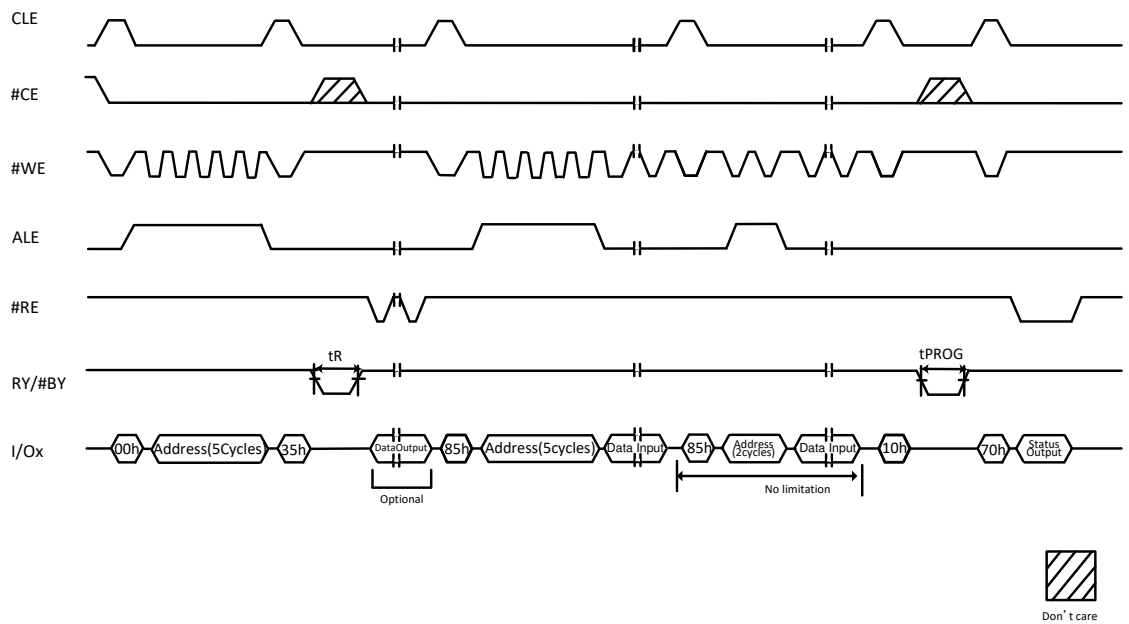 CLE
#CE
#WE
ALE
#RE
tR
tPROG
RY/#BY
I/Ox
00h
Address(5Cycles)
35h
DataOutput
85h
Address(5cycles)
Data Input
85h
Address
(2cycles)
Data Input
10h
70h
Status
Output
Optional
No limitation
Don’t care